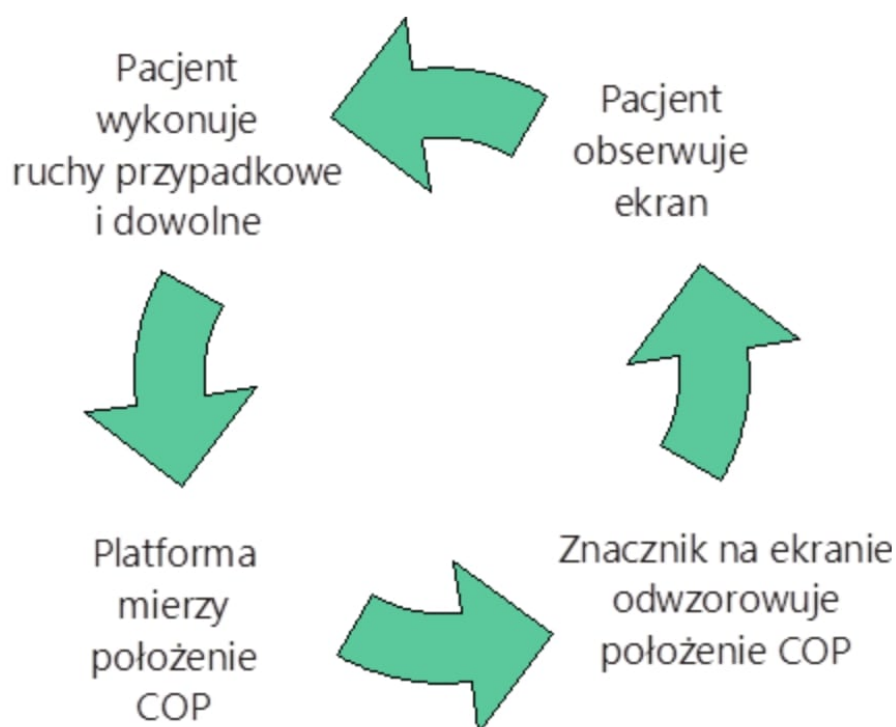 Pacjent
wykonuje
ruchy przypadkowe
i dowolne
Pacjent
obserwuje
ekran
Platforma
mierzy
położenie
COP
Znacznik na ekranie
odwzorowuje
położenie COP